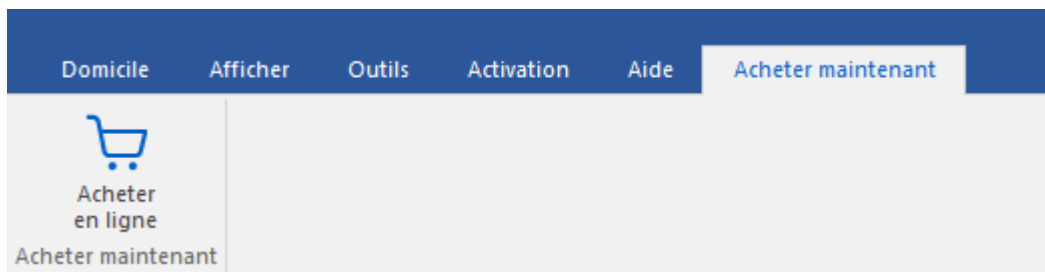 Domicile Afficher Outils Activation Aide Acheter maintenant
Acheter
en ligne
Acheter maintenant